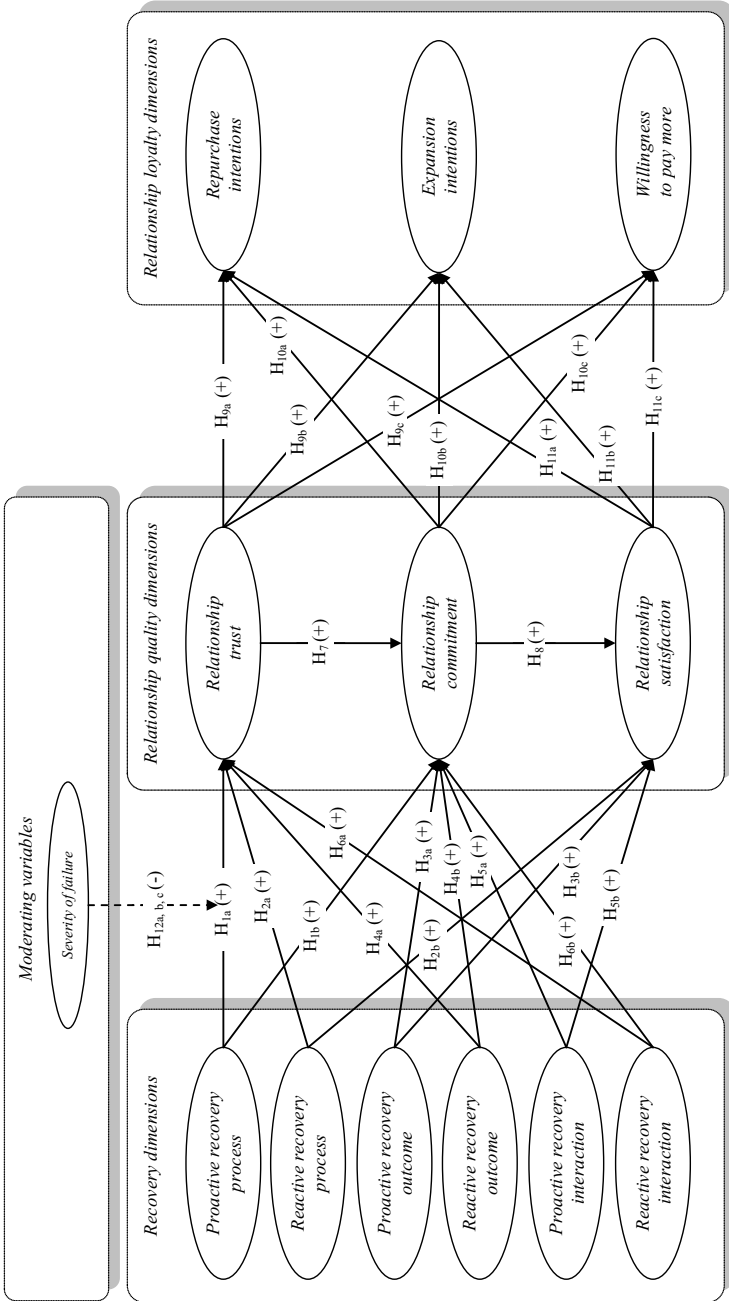 Moderating variables
Severity of failure
H12a, b, c (-)
Recovery dimensions
Proactive recovery
process
Reactive recovery
process
Proactive recovery
outcome
Reactive recovery
outcome
Proactive recovery
interaction
Reactive recovery
interaction
H1a (+)
H2a (+)
H1b (+)
H4a (+)
H6a (+)
H3a (+)
H4b (+)
H5a (+)
H2b (+)
H3b (+)
H6b (+)
H5b (+)
Relationship quality dimensions
Relationship
trust
H7 (+)
Relationship
commitment
H8 (+)
Relationship
satisfaction
H9a (+)
H10a (+)
H9b (+)
H9c (+)
H10b (+)
H10c (+)
H11a (+)
H11b (+)
H11c (+)
Relationship loyalty dimensions
Repurchase
intentions
Expansion
intentions
Willingness
to pay more